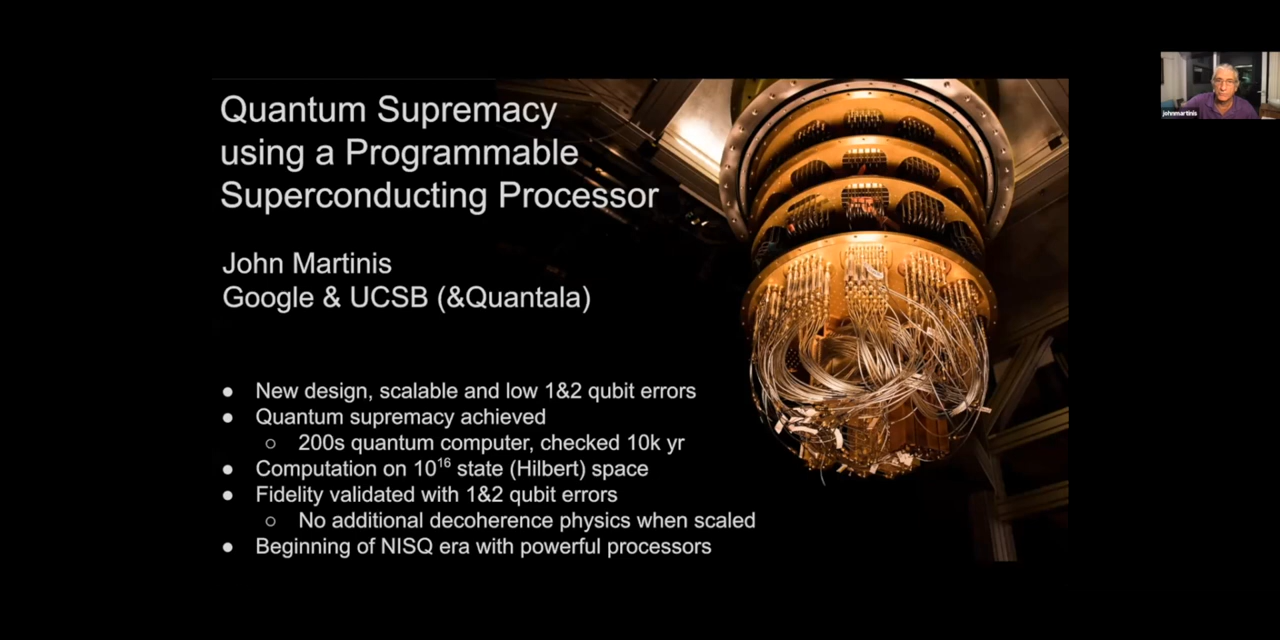 Quantum Supremacy
using a Programmable
Superconducting Processor
John Martinis
Google & UCSB (&Quantala)
● New design, scalable and low 1&2 qubit errors
● Quantum supremacy achieved
○ 200s quantum computer, checked 10k yr
● Computation on 10¹⁶ state (Hilbert) space
● Fidelity validated with 1&2 qubit errors
○ No additional decoherence physics when scaled
● Beginning of NISQ era with powerful processors
johnmartinis